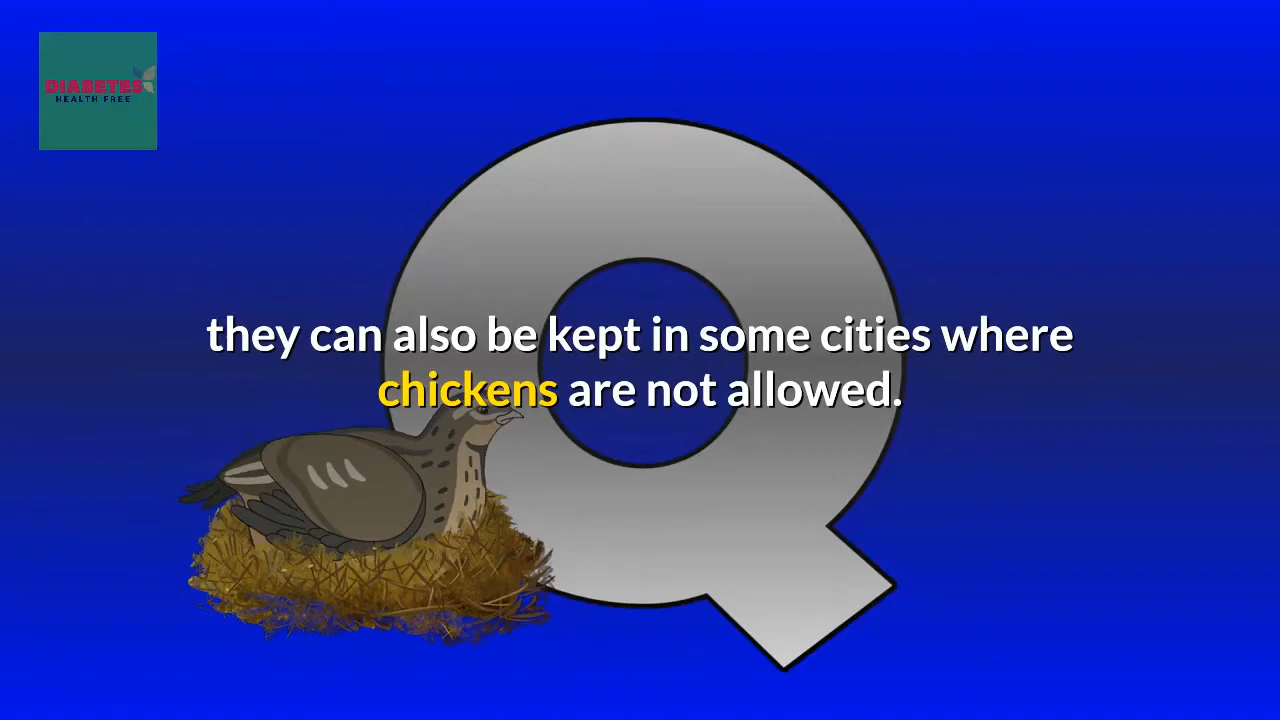 DIABETES
HEALTH FREE
Q
they can also be kept in some cities where
chickens are not allowed.